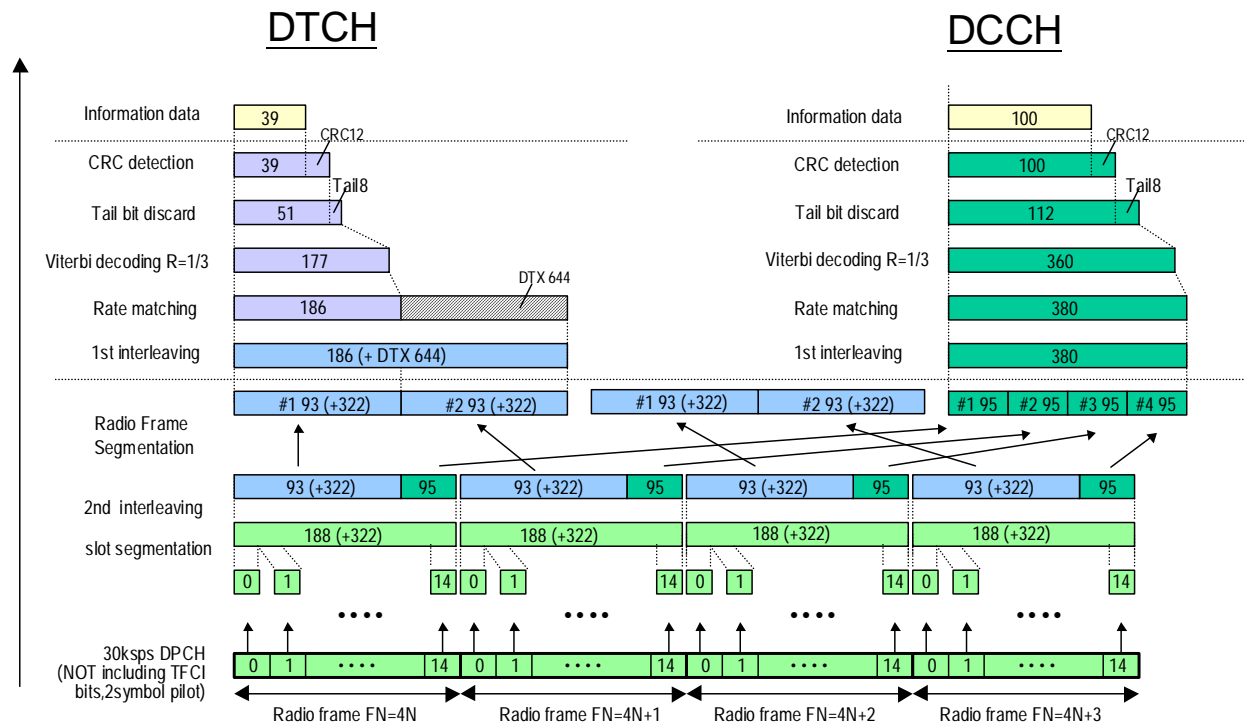 DTCH
DCCH
Information data
39
Information data
100
CRC12
CRC12
CRC detection
39
CRC detection
100
Tail8
Tail8
Tail bit discard
51
Tail bit discard
112
Viterbi decoding R=1/3
177
Viterbi decoding R=1/3
360
DTX 644
Rate matching
186
Rate matching
380
1st interleaving
186 (+ DTX 644)
1st interleaving
380
#1 93 (+322)
#2 93 (+322)
#1 93 (+322)
#2 93 (+322)
#1 95
#2 95
#3 95
#4 95
Radio Frame
Segmentation
93 (+322)
95
93 (+322)
95
93 (+322)
95
93 (+322)
95
2nd interleaving
188 (+322)
188 (+322)
188 (+322)
188 (+322)
slot segmentation
0
1
14
0
1
14
0
1
14
0
1
14
• • • •
• • • •
• • • •
• • • •
30ksps DPCH
(NOT including TFCI
bits,2symbol pilot)
0
1
• • • •
14
0
1
• • • •
14
0
1
• • • •
14
0
1
• • • •
14
Radio frame FN=4N
Radio frame FN=4N+1
Radio frame FN=4N+2
Radio frame FN=4N+3